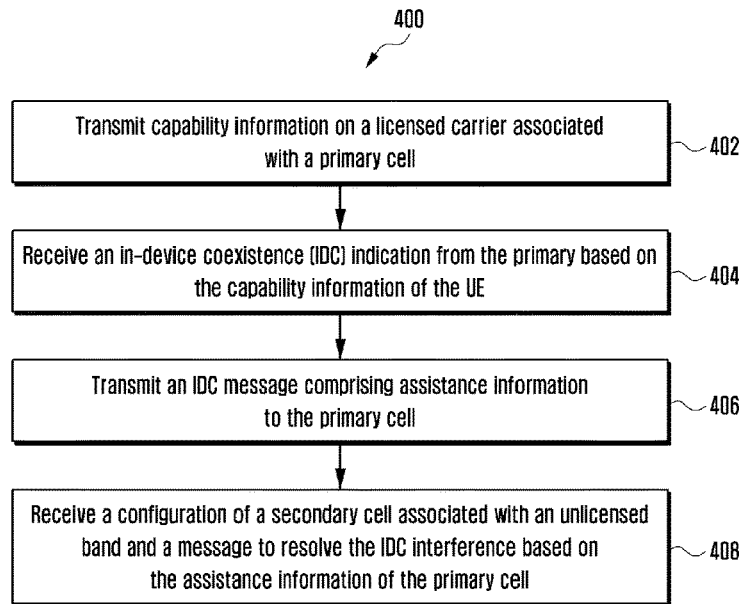 400
Transmit capability information on a licensed carrier associated
with a primary cell
402
Receive an in-device coexistence (IDC) indication from the primary based on
the capability information of the UE
404
Transmit an IDC message comprising assistance information
to the primary cell
406
Receive a configuration of a secondary cell associated with an unlicensed
band and a message to resolve the IDC interference based on
the assistance information of the primary cell
408